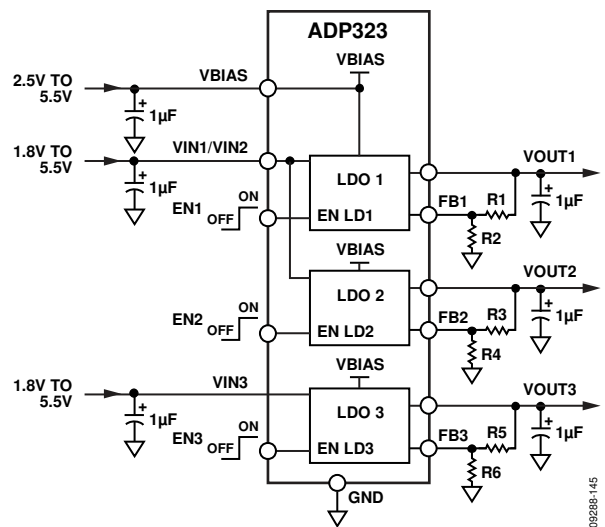 ADP323
VBIAS
2.5V TO
5.5V
VBIAS
+
1µF
1.8V TO
5.5V
VIN1/VIN2
+
1µF
LDO 1
VOUT1
EN1
OFF
ON
EN LD1
FB1
R1
R2
+
1µF
VBIAS
LDO 2
VOUT2
EN2
OFF
ON
EN LD2
FB2
R3
R4
+
1µF
VBIAS
1.8V TO
5.5V
VIN3
+
1µF
LDO 3
VOUT3
EN3
OFF
ON
EN LD3
FB3
R5
R6
+
1µF
GND
09288-145